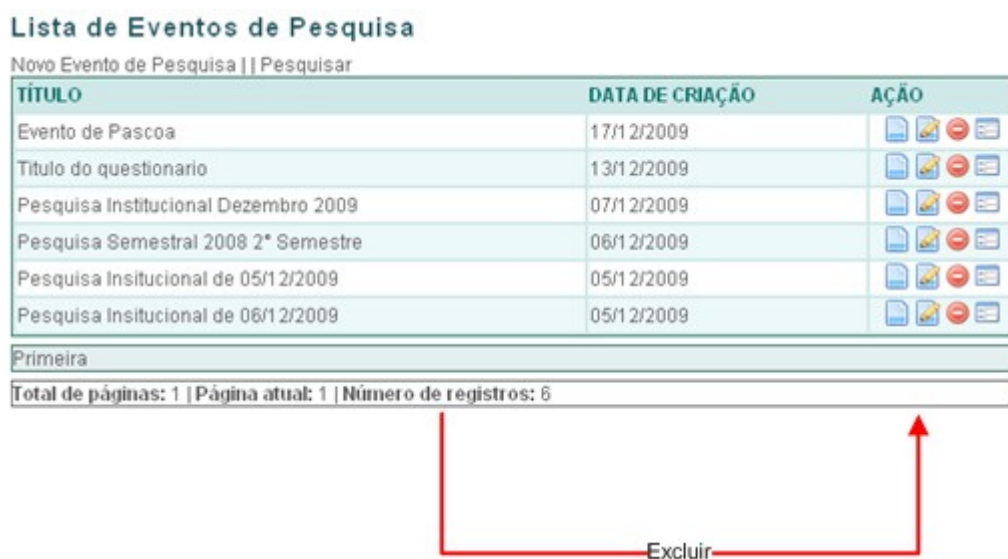 Lista de Eventos de Pesquisa
Novo Evento de Pesquisa | | Pesquisar
TÍTULO DATA DE CRIAÇÃO AÇÃO
Evento de Pascoa 17/12/2009
Titulo do questionario 13/12/2009
Pesquisa Institucional Dezembro 2009 07/12/2009
Pesquisa Semestral 2008 2° Semestre 06/12/2009
Pesquisa Insitucional de 05/12/2009 05/12/2009
Pesquisa Insitucional de 06/12/2009 05/12/2009
Primeira
Total de páginas: 1 | Página atual: 1 | Número de registros: 6
Excluir